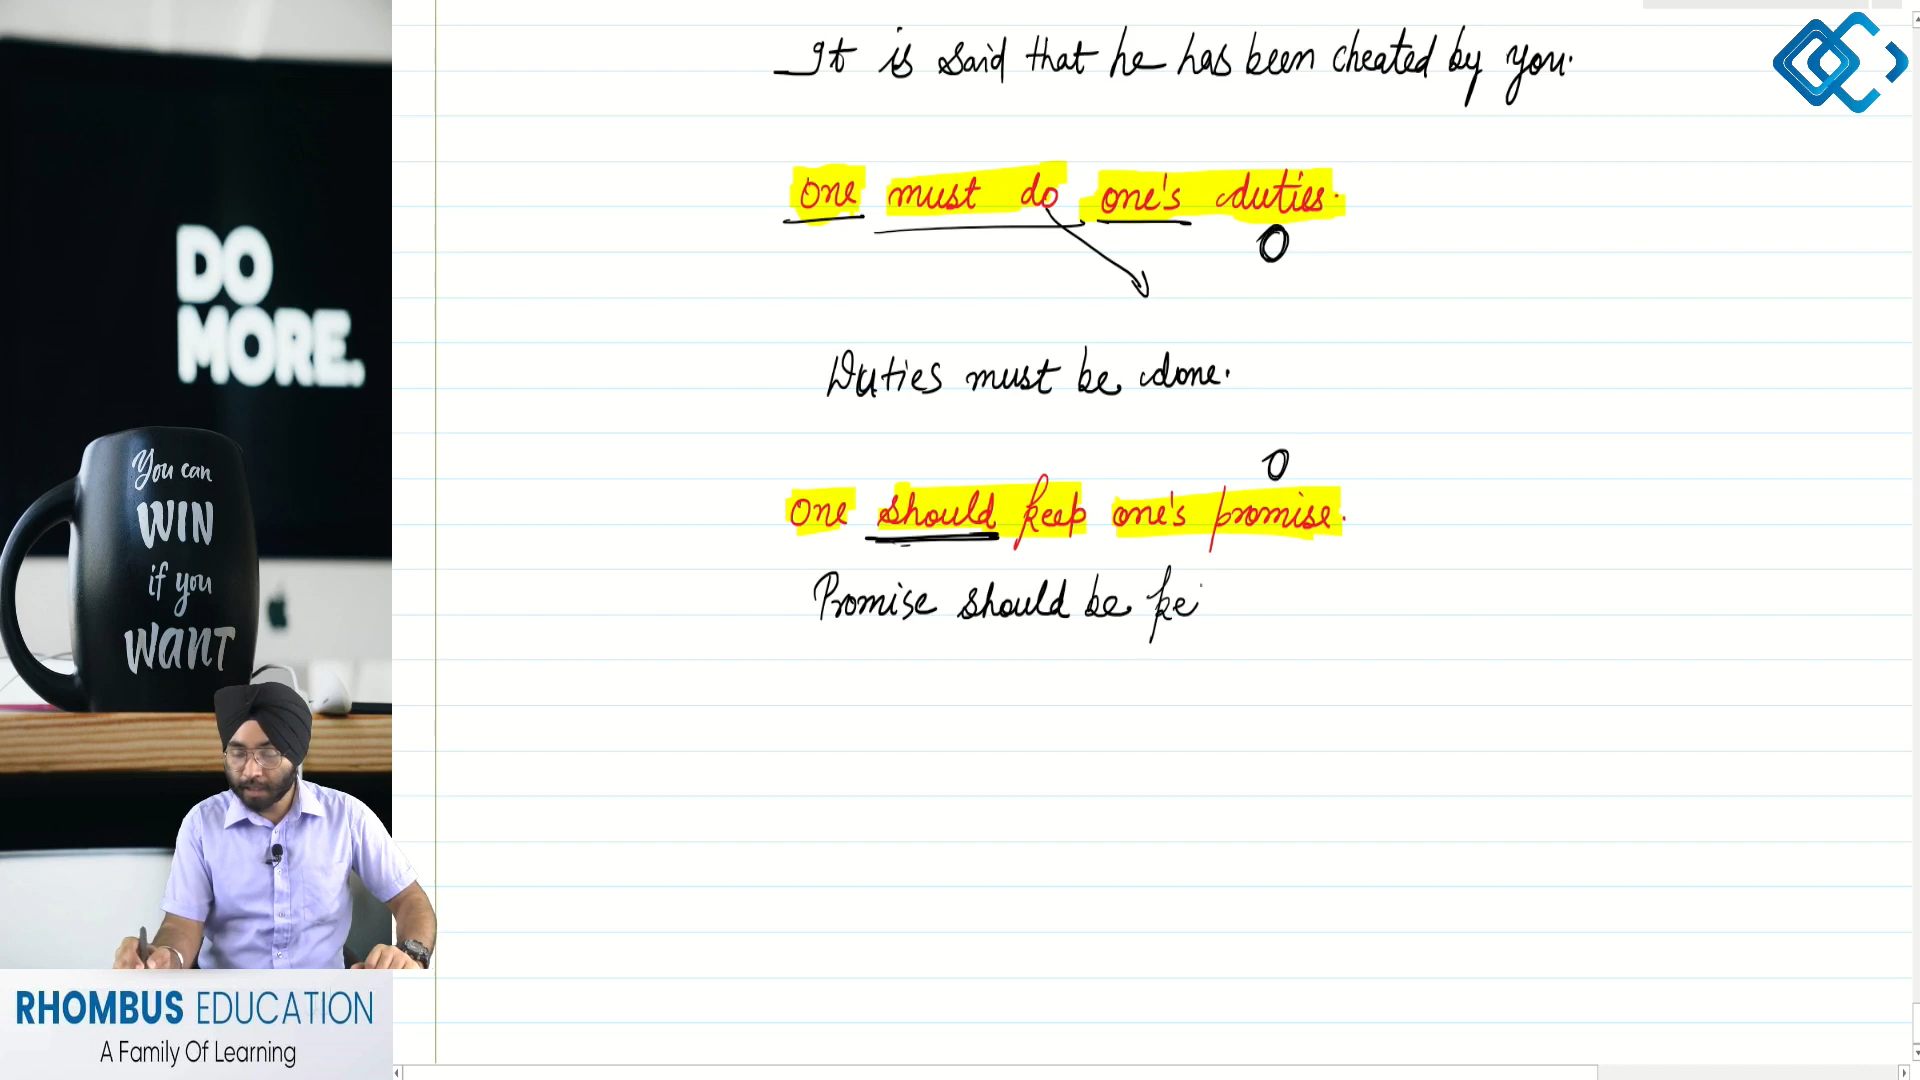 It is said that he has been cheated by you.
one must do one's duties.
O
Duties must be done.
O
One should keep one's promise.
Promise should be ke
DO
MORE.
You can
WIN
if you
WANT
RHOMBUS EDUCATION
A Family Of Learning